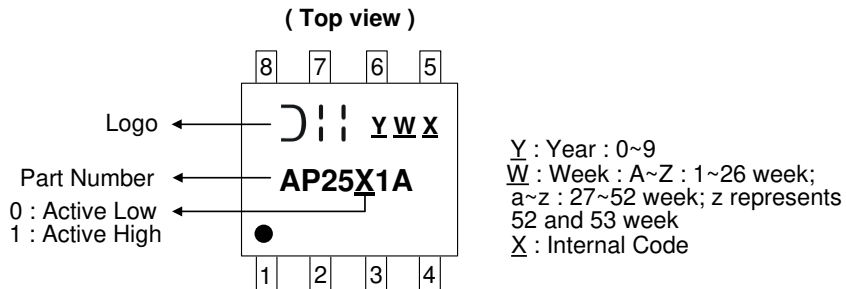 ( Top view )
8 7 6 5
Logo
Y W X
Part Number
AP25X1A
0 : Active Low
1 : Active High
1 2 3 4
Y : Year : 0~9
W : Week : A~Z : 1~26 week;
a~z : 27~52 week; z represents
52 and 53 week
X : Internal Code